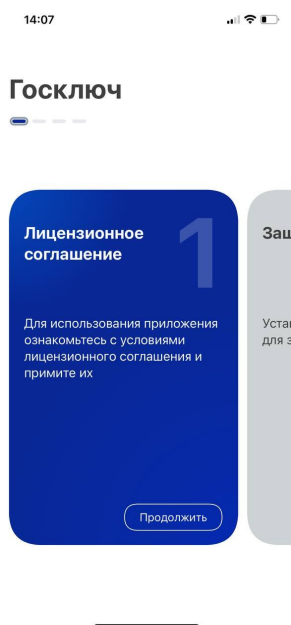 14:07
Госключ
Лицензионное
соглашение
1
Для использования приложения
ознакомьтесь с условиями
лицензионного соглашения и
примите их
Продолжить